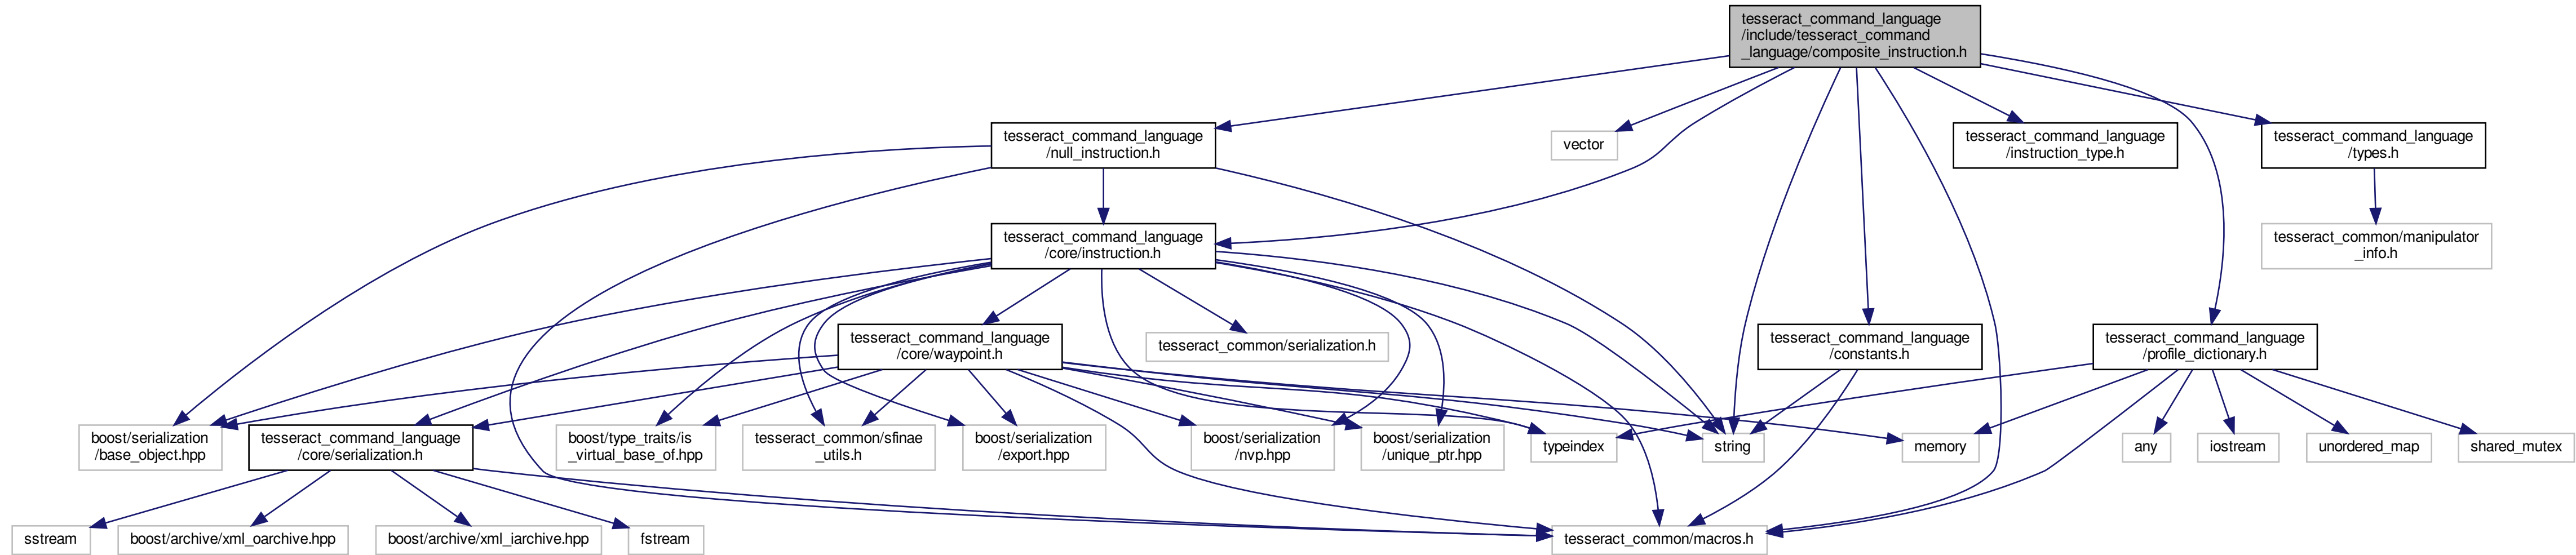 tesseract_command_language
/include/tesseract_command
_language/composite_instruction.h
tesseract_command_language
/null_instruction.h
vector
tesseract_command_language
/instruction_type.h
tesseract_command_language
/types.h
tesseract_command_language
/core/instruction.h
tesseract_common/manipulator
_info.h
tesseract_command_language
/core/waypoint.h
tesseract_common/serialization.h
tesseract_command_language
/constants.h
tesseract_command_language
/profile_dictionary.h
boost/serialization
/base_object.hpp
tesseract_command_language
/core/serialization.h
boost/type_traits/is
_virtual_base_of.hpp
tesseract_common/sfinae
_utils.h
boost/serialization
/export.hpp
boost/serialization
/nvp.hpp
boost/serialization
/unique_ptr.hpp
typeindex
string
memory
any
iostream
unordered_map
shared_mutex
sstream
boost/archive/xml_oarchive.hpp
boost/archive/xml_iarchive.hpp
fstream
tesseract_common/macros.h